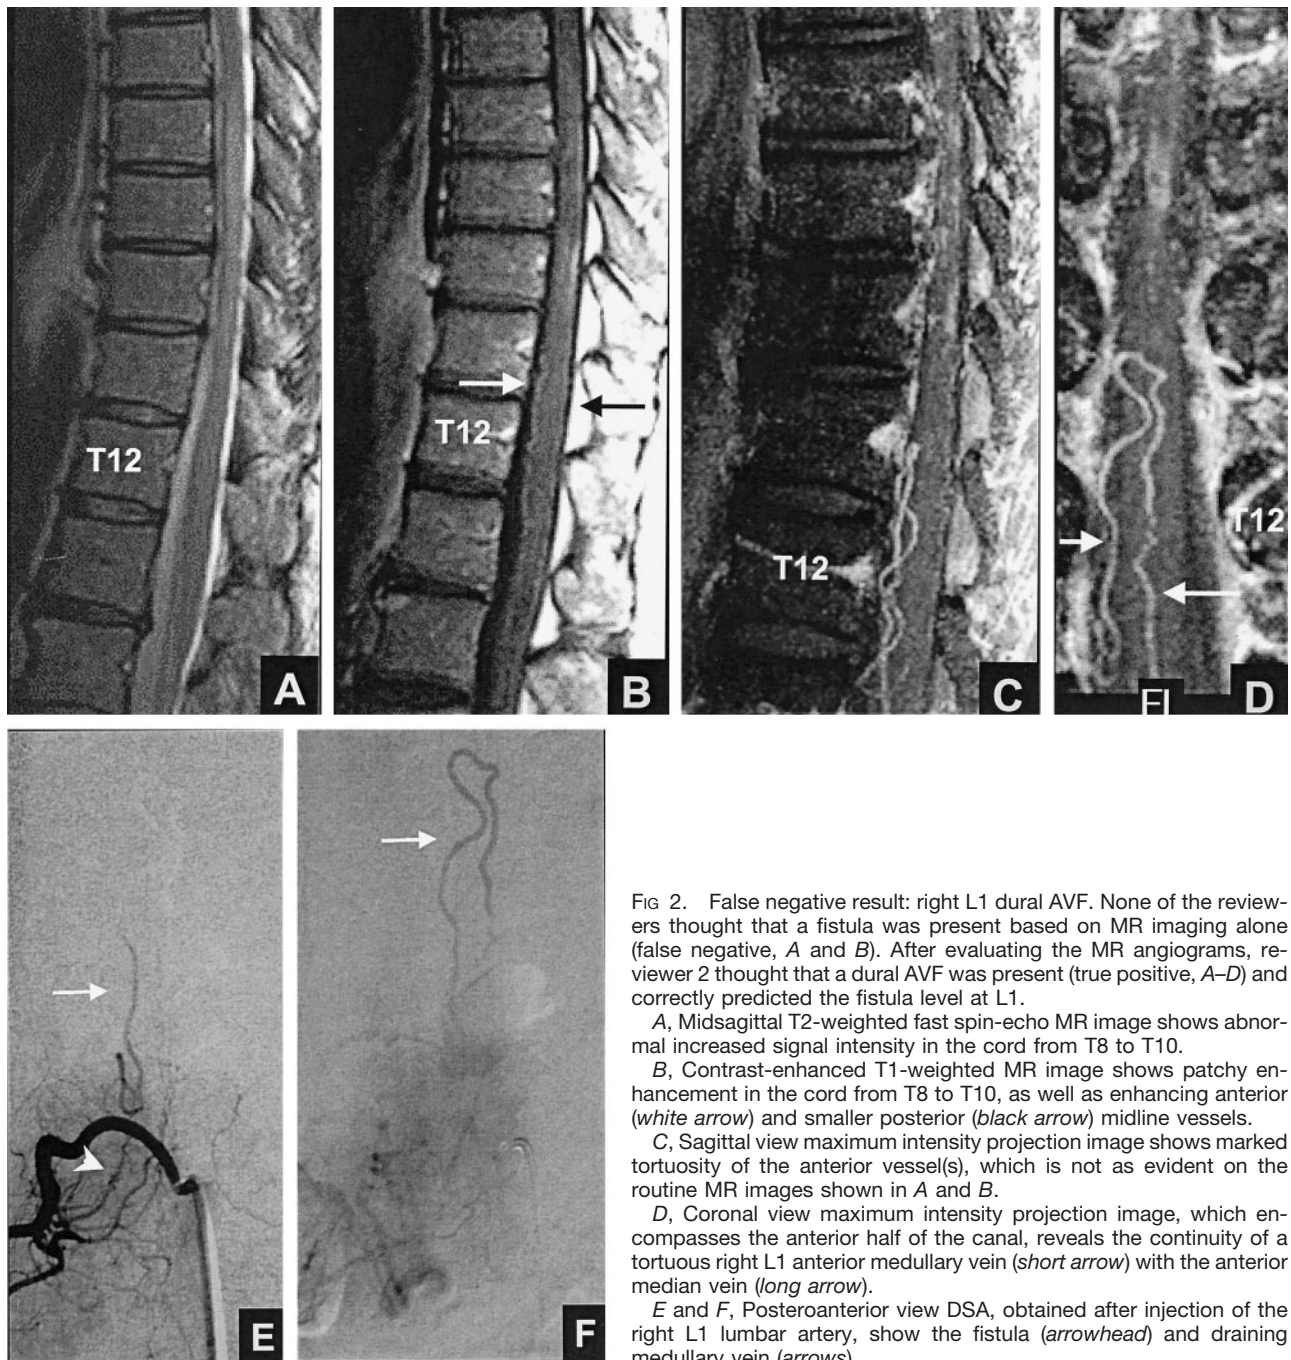 T12
A
T12
B
T12
C
T12
D
E
F
FIG 2. False negative result: right L1 dural AVF. None of the review-
ers thought that a fistula was present based on MR imaging alone
(false negative, A and B). After evaluating the MR angiograms, re-
viewer 2 thought that a dural AVF was present (true positive, A–D) and
correctly predicted the fistula level at L1.
A, Midsagittal T2-weighted fast spin-echo MR image shows abnor-
mal increased signal intensity in the cord from T8 to T10.
B, Contrast-enhanced T1-weighted MR image shows patchy en-
hancement in the cord from T8 to T10, as well as enhancing anterior
(white arrow) and smaller posterior (black arrow) midline vessels.
C, Sagittal view maximum intensity projection image shows marked
tortuosity of the anterior vessel(s), which is not as evident on the
routine MR images shown in A and B.
D, Coronal view maximum intensity projection image, which en-
compasses the anterior half of the canal, reveals the continuity of a
tortuous right L1 anterior medullary vein (short arrow) with the anterior
median vein (long arrow).
E and F, Posteroanterior view DSA, obtained after injection of the
right L1 lumbar artery, show the fistula (arrowhead) and draining
medullary vein (arrows).